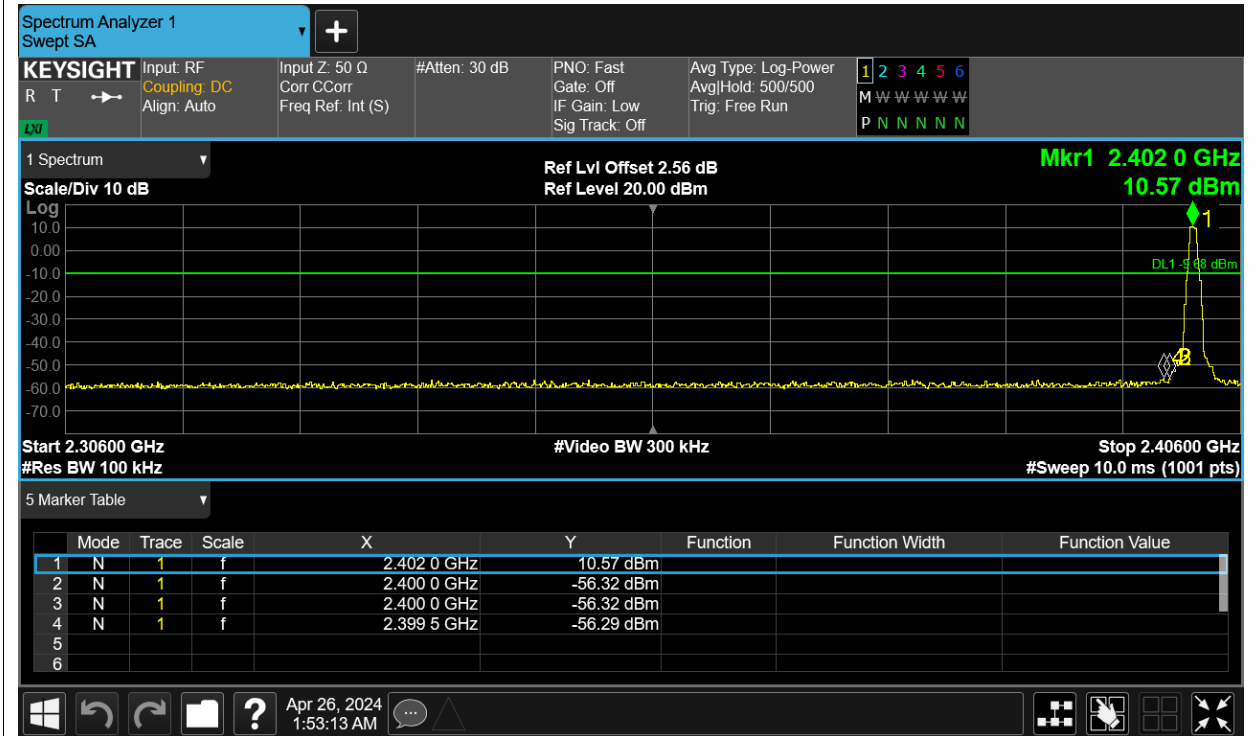 Spectrum Analyzer 1
Swept SA
KEYSIGHT
R T
LXI
Input: RF
Coupling: DC
Align: Auto
Input Z: 50 Ω
Corr CCorr
Freq Ref: Int (S)
#Atten: 30 dB
PNO: Fast
Gate: Off
IF Gain: Low
Sig Track: Off
Avg Type: Log-Power
Avg|Hold: 500/500
Trig: Free Run
1 2 3 4 5 6
M W W W W W W
P N N N N N N
1 Spectrum
Scale/Div 10 dB
Ref Lvl Offset 2.56 dB
Ref Level 20.00 dBm
Mkr1 2.402 0 GHz
10.57 dBm
Log
10.0
0.00
-10.0
-20.0
-30.0
-40.0
-50.0
-60.0
-70.0
1
DL1 -9.68 dBm
Start 2.30600 GHz
#Res BW 100 kHz
#Video BW 300 kHz
Stop 2.40600 GHz
#Sweep 10.0 ms (1001 pts)
5 Marker Table
Mode Trace Scale X Y Function Function Width Function Value
1 N 1 f 2.402 0 GHz 10.57 dBm
2 N 1 f 2.400 0 GHz -56.32 dBm
3 N 1 f 2.400 0 GHz -56.32 dBm
4 N 1 f 2.399 5 GHz -56.29 dBm
5
6
?
Apr 26, 2024
1:53:13 AM